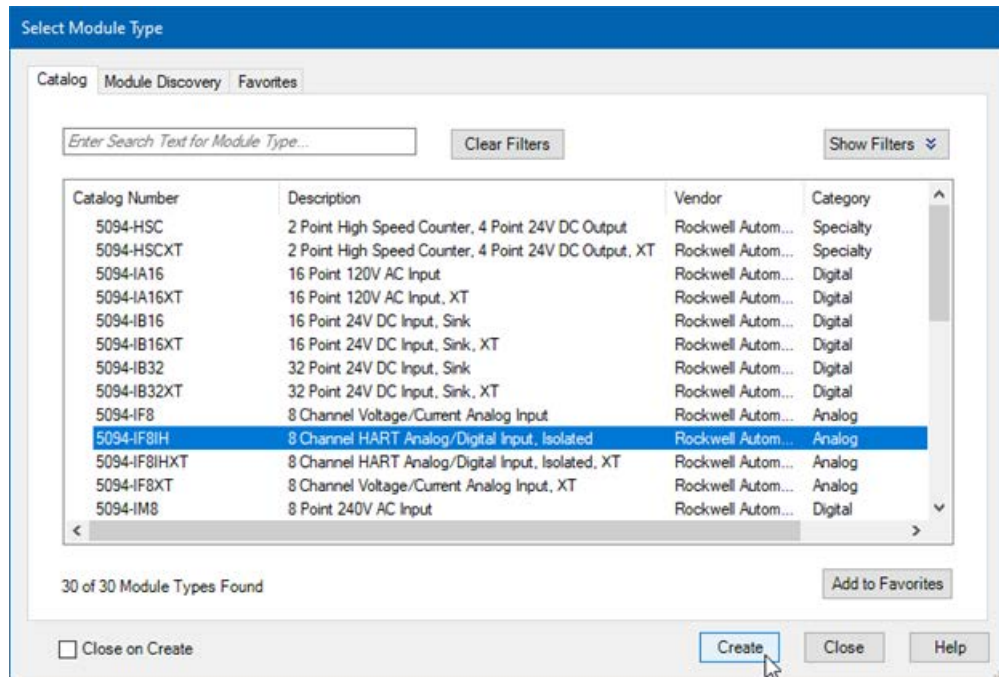 Select Module Type
Catalog Module Discovery Favorites
Enter Search Text for Module Type... Clear Filters Show Filters
Catalog Number Description Vendor Category
5094-HSC 2 Point High Speed Counter, 4 Point 24V DC Output Rockwell Autom... Specialty
5094-HSCXT 2 Point High Speed Counter, 4 Point 24V DC Output, XT Rockwell Autom... Specialty
5094-IA16 16 Point 120V AC Input Rockwell Autom... Digital
5094-IA16XT 16 Point 120V AC Input, XT Rockwell Autom... Digital
5094-IB16 16 Point 24V DC Input, Sink Rockwell Autom... Digital
5094-IB16XT 16 Point 24V DC Input, Sink, XT Rockwell Autom... Digital
5094-IB32 32 Point 24V DC Input, Sink Rockwell Autom... Digital
5094-IB32XT 32 Point 24V DC Input, Sink, XT Rockwell Autom... Digital
5094-IF8 8 Channel Voltage/Current Analog Input Rockwell Autom... Analog
5094-IF8IH 8 Channel HART Analog/Digital Input, Isolated Rockwell Autom... Analog
5094-IF8IHXT 8 Channel HART Analog/Digital Input, Isolated, XT Rockwell Autom... Analog
5094-IF8XT 8 Channel Voltage/Current Analog Input, XT Rockwell Autom... Analog
5094-IM8 8 Point 240V AC Input Rockwell Autom... Digital
30 of 30 Module Types Found Add to Favorites
Close on Create Create Close Help